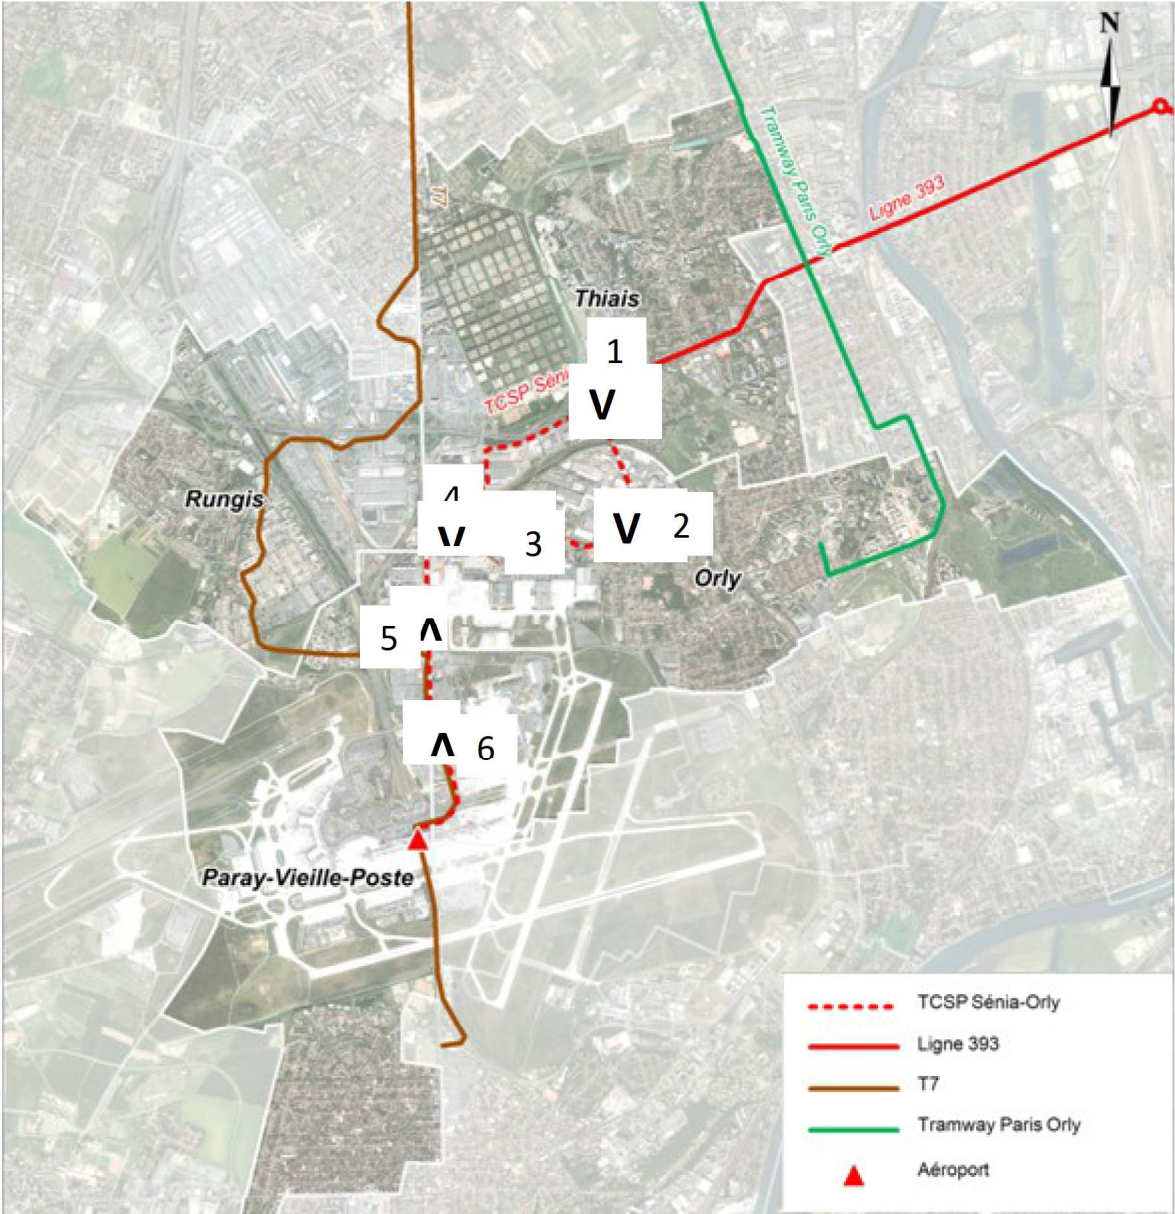 N
T7
Tramway Paris Orly
Ligne 393
Thiais
1
TCSP Séni
V
Rungis
4
V
3
V 2
Orly
5 Λ
Λ 6
Paray-Vieille-Poste
TCSP Sénia-Orly
Ligne 393
T7
Tramway Paris Orly
Aéroport